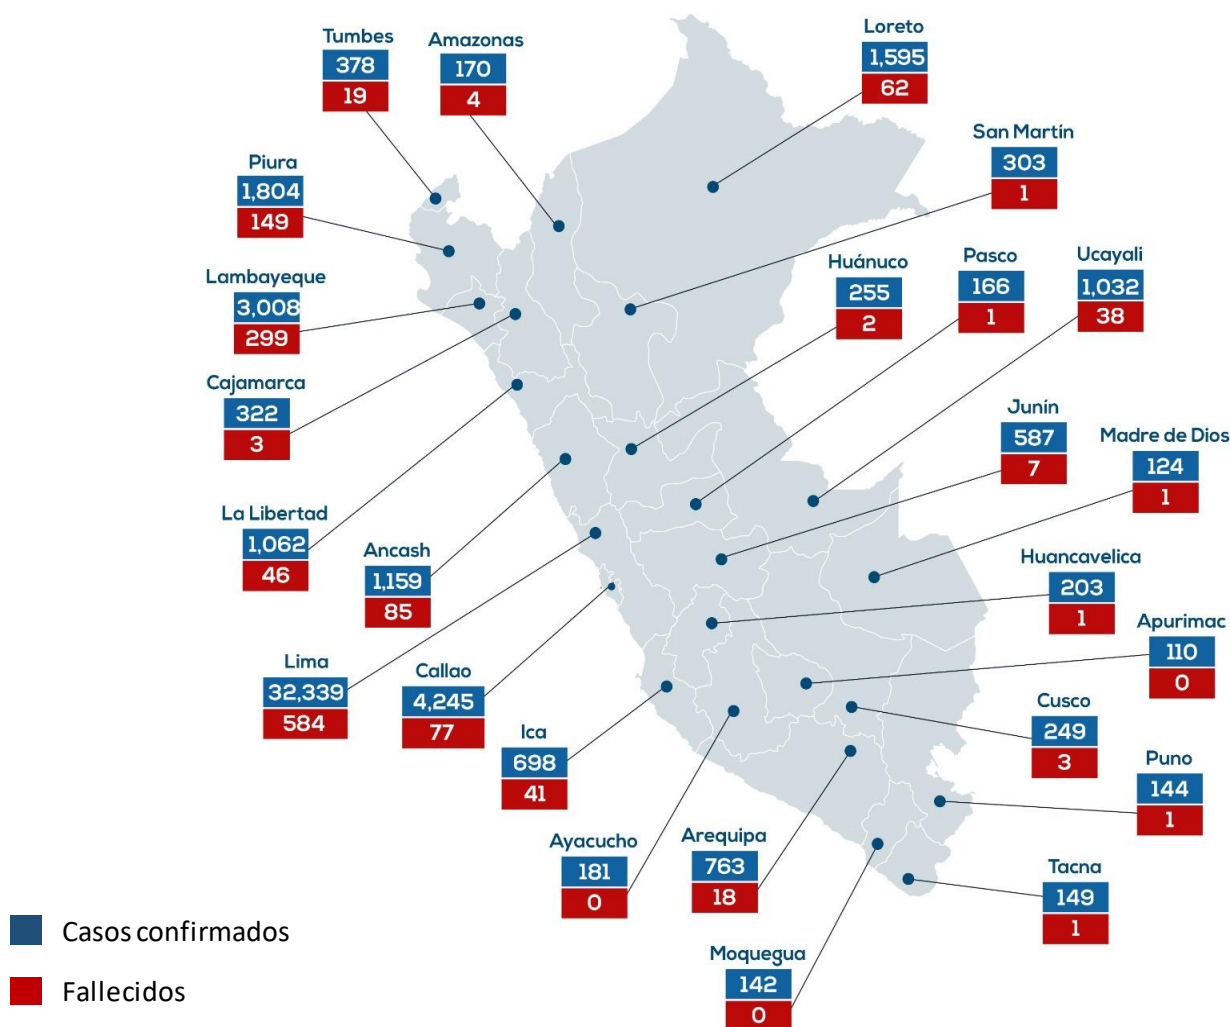 Tumbes
378
19
Amazonas
170
4
Loreto
1,595
62
San Martín
303
1
Piura
1,804
149
Lambayeque
3,008
299
Huánuco
255
2
Pasco
166
1
Ucayali
1,032
38
Cajamarca
322
3
Junín
587
7
Madre de Dios
124
1
La Libertad
1,062
46
Ancash
1,159
85
Huancavelica
203
1
Apurimac
110
0
Lima
32,339
584
Callao
4,245
77
Ica
698
41
Cusco
249
3
Puno
144
1
Ayacucho
181
0
Arequipa
763
18
Tacna
149
1
Moquegua
142
0
Casos confirmados
Fallecidos